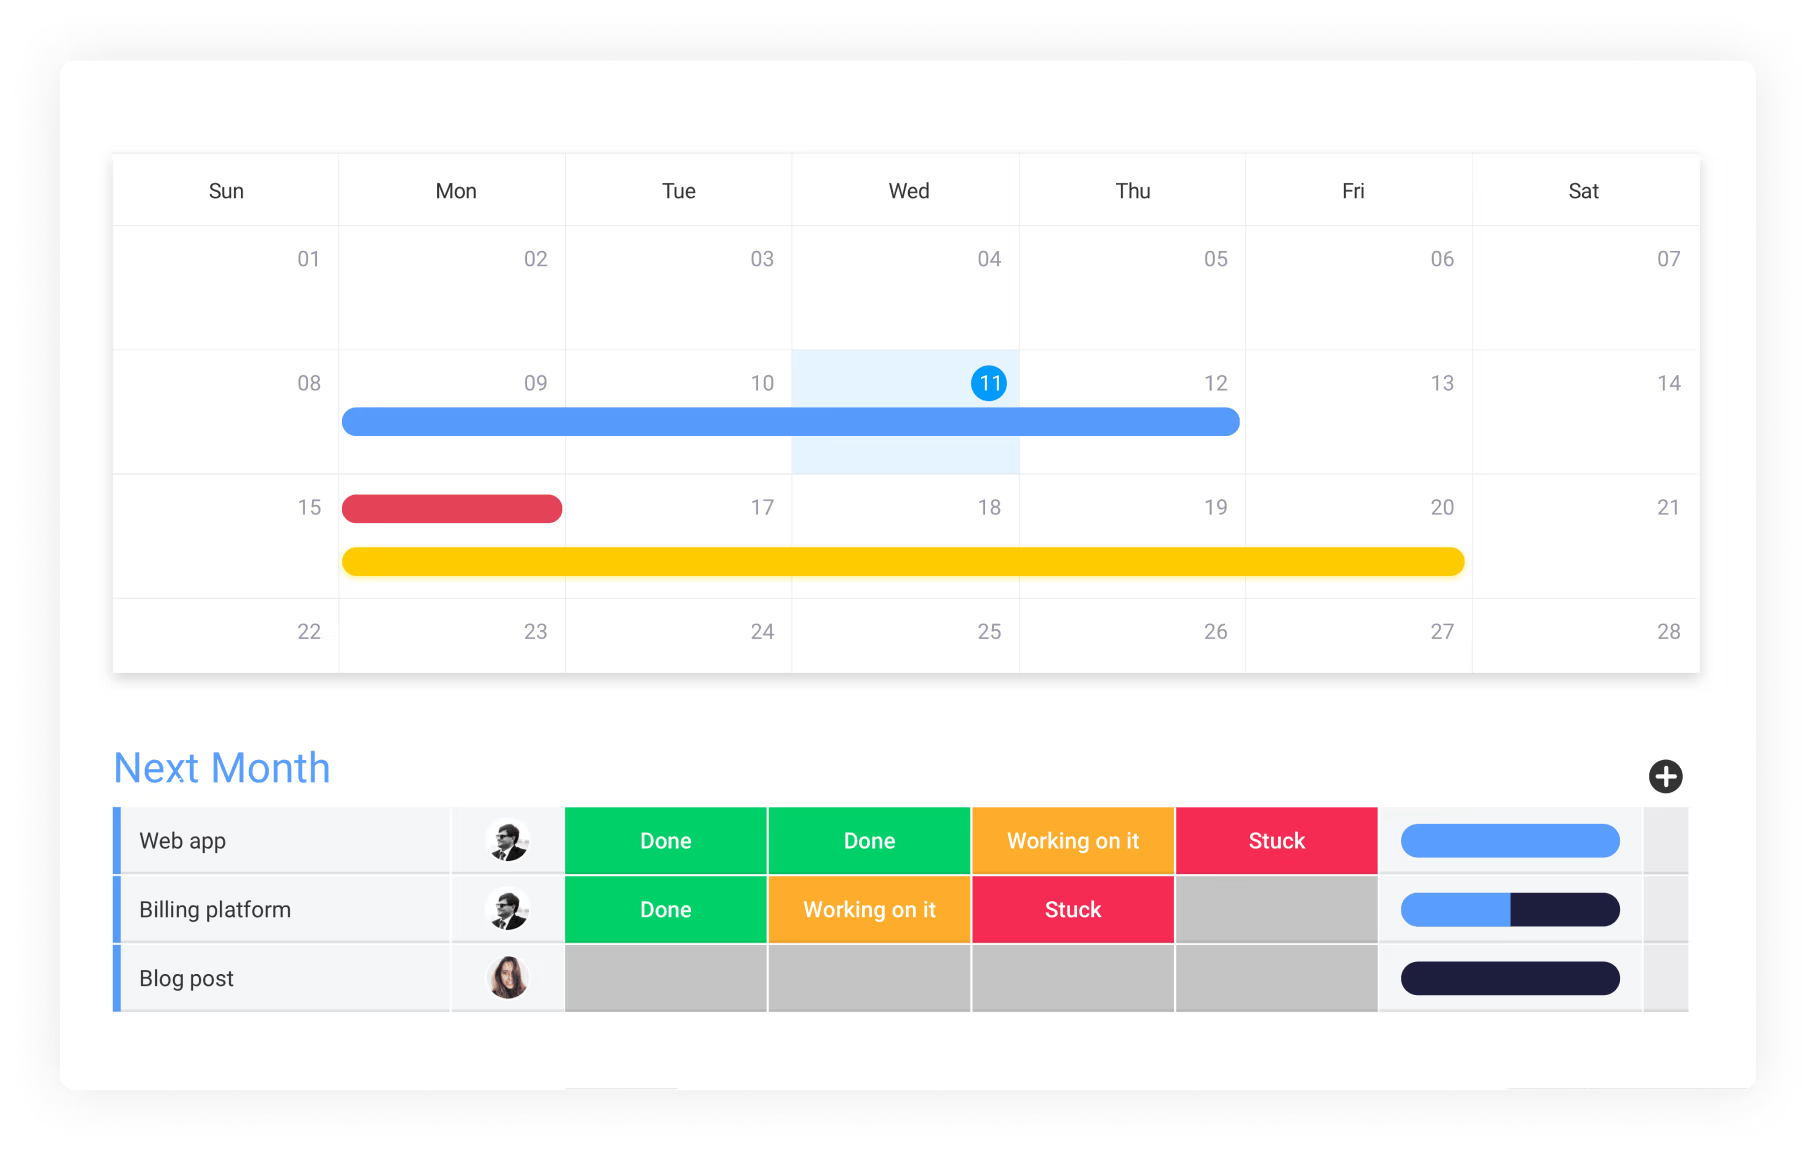 Sun Mon Tue Wed Thu Fri Sat
01 02 03 04 05 06 07
08 09 10 11 12 13 14
15 17 18 19 20 21
22 23 24 25 26 27 28
Next Month
Web app Done Done Working on it Stuck
Billing platform Done Working on it Stuck
Blog post